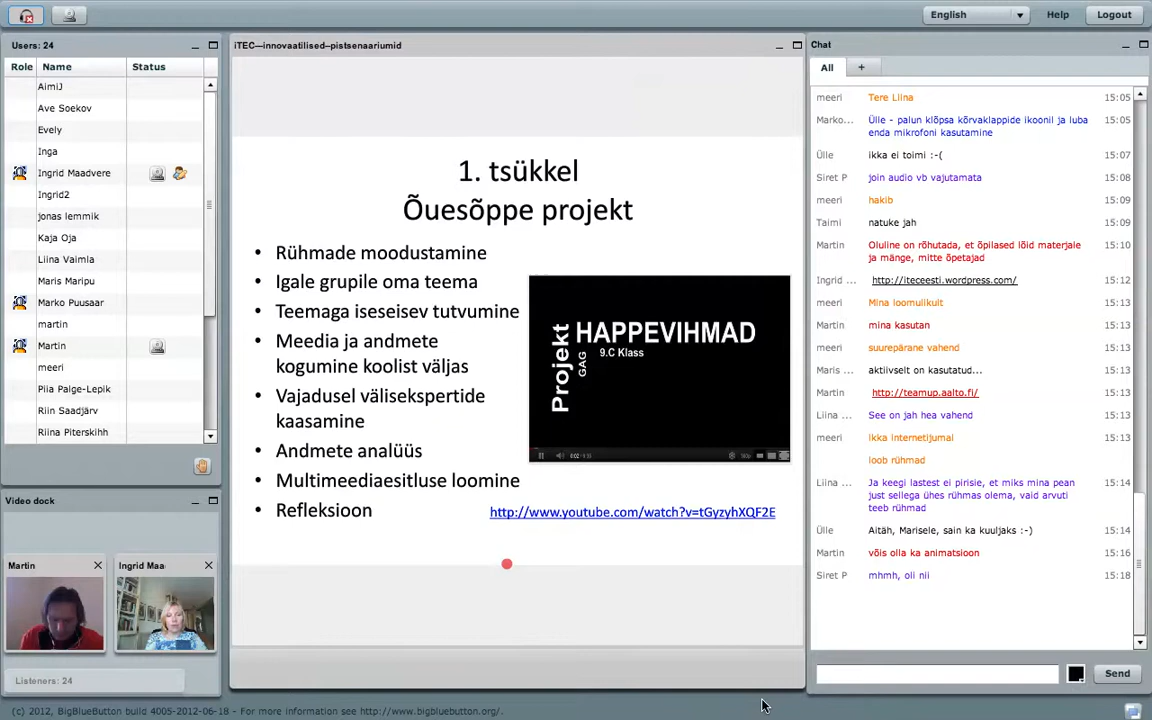 English
Help
Logout
Users: 24
Role Name Status
AimiJ
Ave Soekov
Evely
Inga
Ingrid Maadvere
Ingrid2
jonas lemmik
Kaja Oja
Liina Vaimla
Maris Maripu
Marko Puusaar
martin
Martin
meeri
Piia Palge-Lepik
Riin Saadjärv
Riina Piterskihh
Video dock
Martin
Ingrid Maa
Listeners: 24
iTEC—innovaatilised—pistsenaariumid
1. tsükkel
Õuesõppe projekt
• Rühmade moodustamine
• Igale grupile oma teema
• Teemaga iseseisev tutvumine
• Meedia ja andmete
kogumine koolist väljas
• Vajadusel välisekspertide
kaasamine
• Andmete analüüs
• Multimeediaesitluse loomine
• Refleksioon
Projekt
GAG
HAPPEVIHMAD
9.C Klass
http://www.youtube.com/watch?v=tGyzyhXQF2E
Chat
All +
meeri Tere Liina 15:05
Marko... Ülle - palun klõpsa kõrvaklappide ikoonil ja luba 15:05
enda mikrofoni kasutamine
Ülle ikka ei toimi :-( 15:07
Siret P join audio vb vajutamata 15:08
meeri hakib 15:09
Taimi natuke jah 15:09
Martin Oluline on rõhutada, et õpilased lõid materjale 15:10
ja mänge, mitte õpetajad
Ingrid ... http://iteceesti.wordpress.com/ 15:12
meeri Mina loomulikult 15:13
Martin mina kasutan 15:13
meeri suurepärane vahend 15:13
Maris ... aktiivselt on kasutatud... 15:13
Martin http://teamup.aalto.fi/ 15:13
Liina ... See on jah hea vahend 15:13
meeri Ikka internetijumal 15:13
loob rühmad
Liina ... Ja keegi lastest ei pirisie, et miks mina pean 15:14
just sellega ühes rühmas olema, vaid arvuti
teeb rühmad
Ülle Aitäh, Marisele, sain ka kuuljaks :-) 15:14
Martin võis olla ka animatsioon 15:16
Siret P mhmh, oli nii 15:18
Send
(c) 2012, BigBlueButton build 4005-2012-06-18 - For more information see http://www.bigbluebutton.org/.